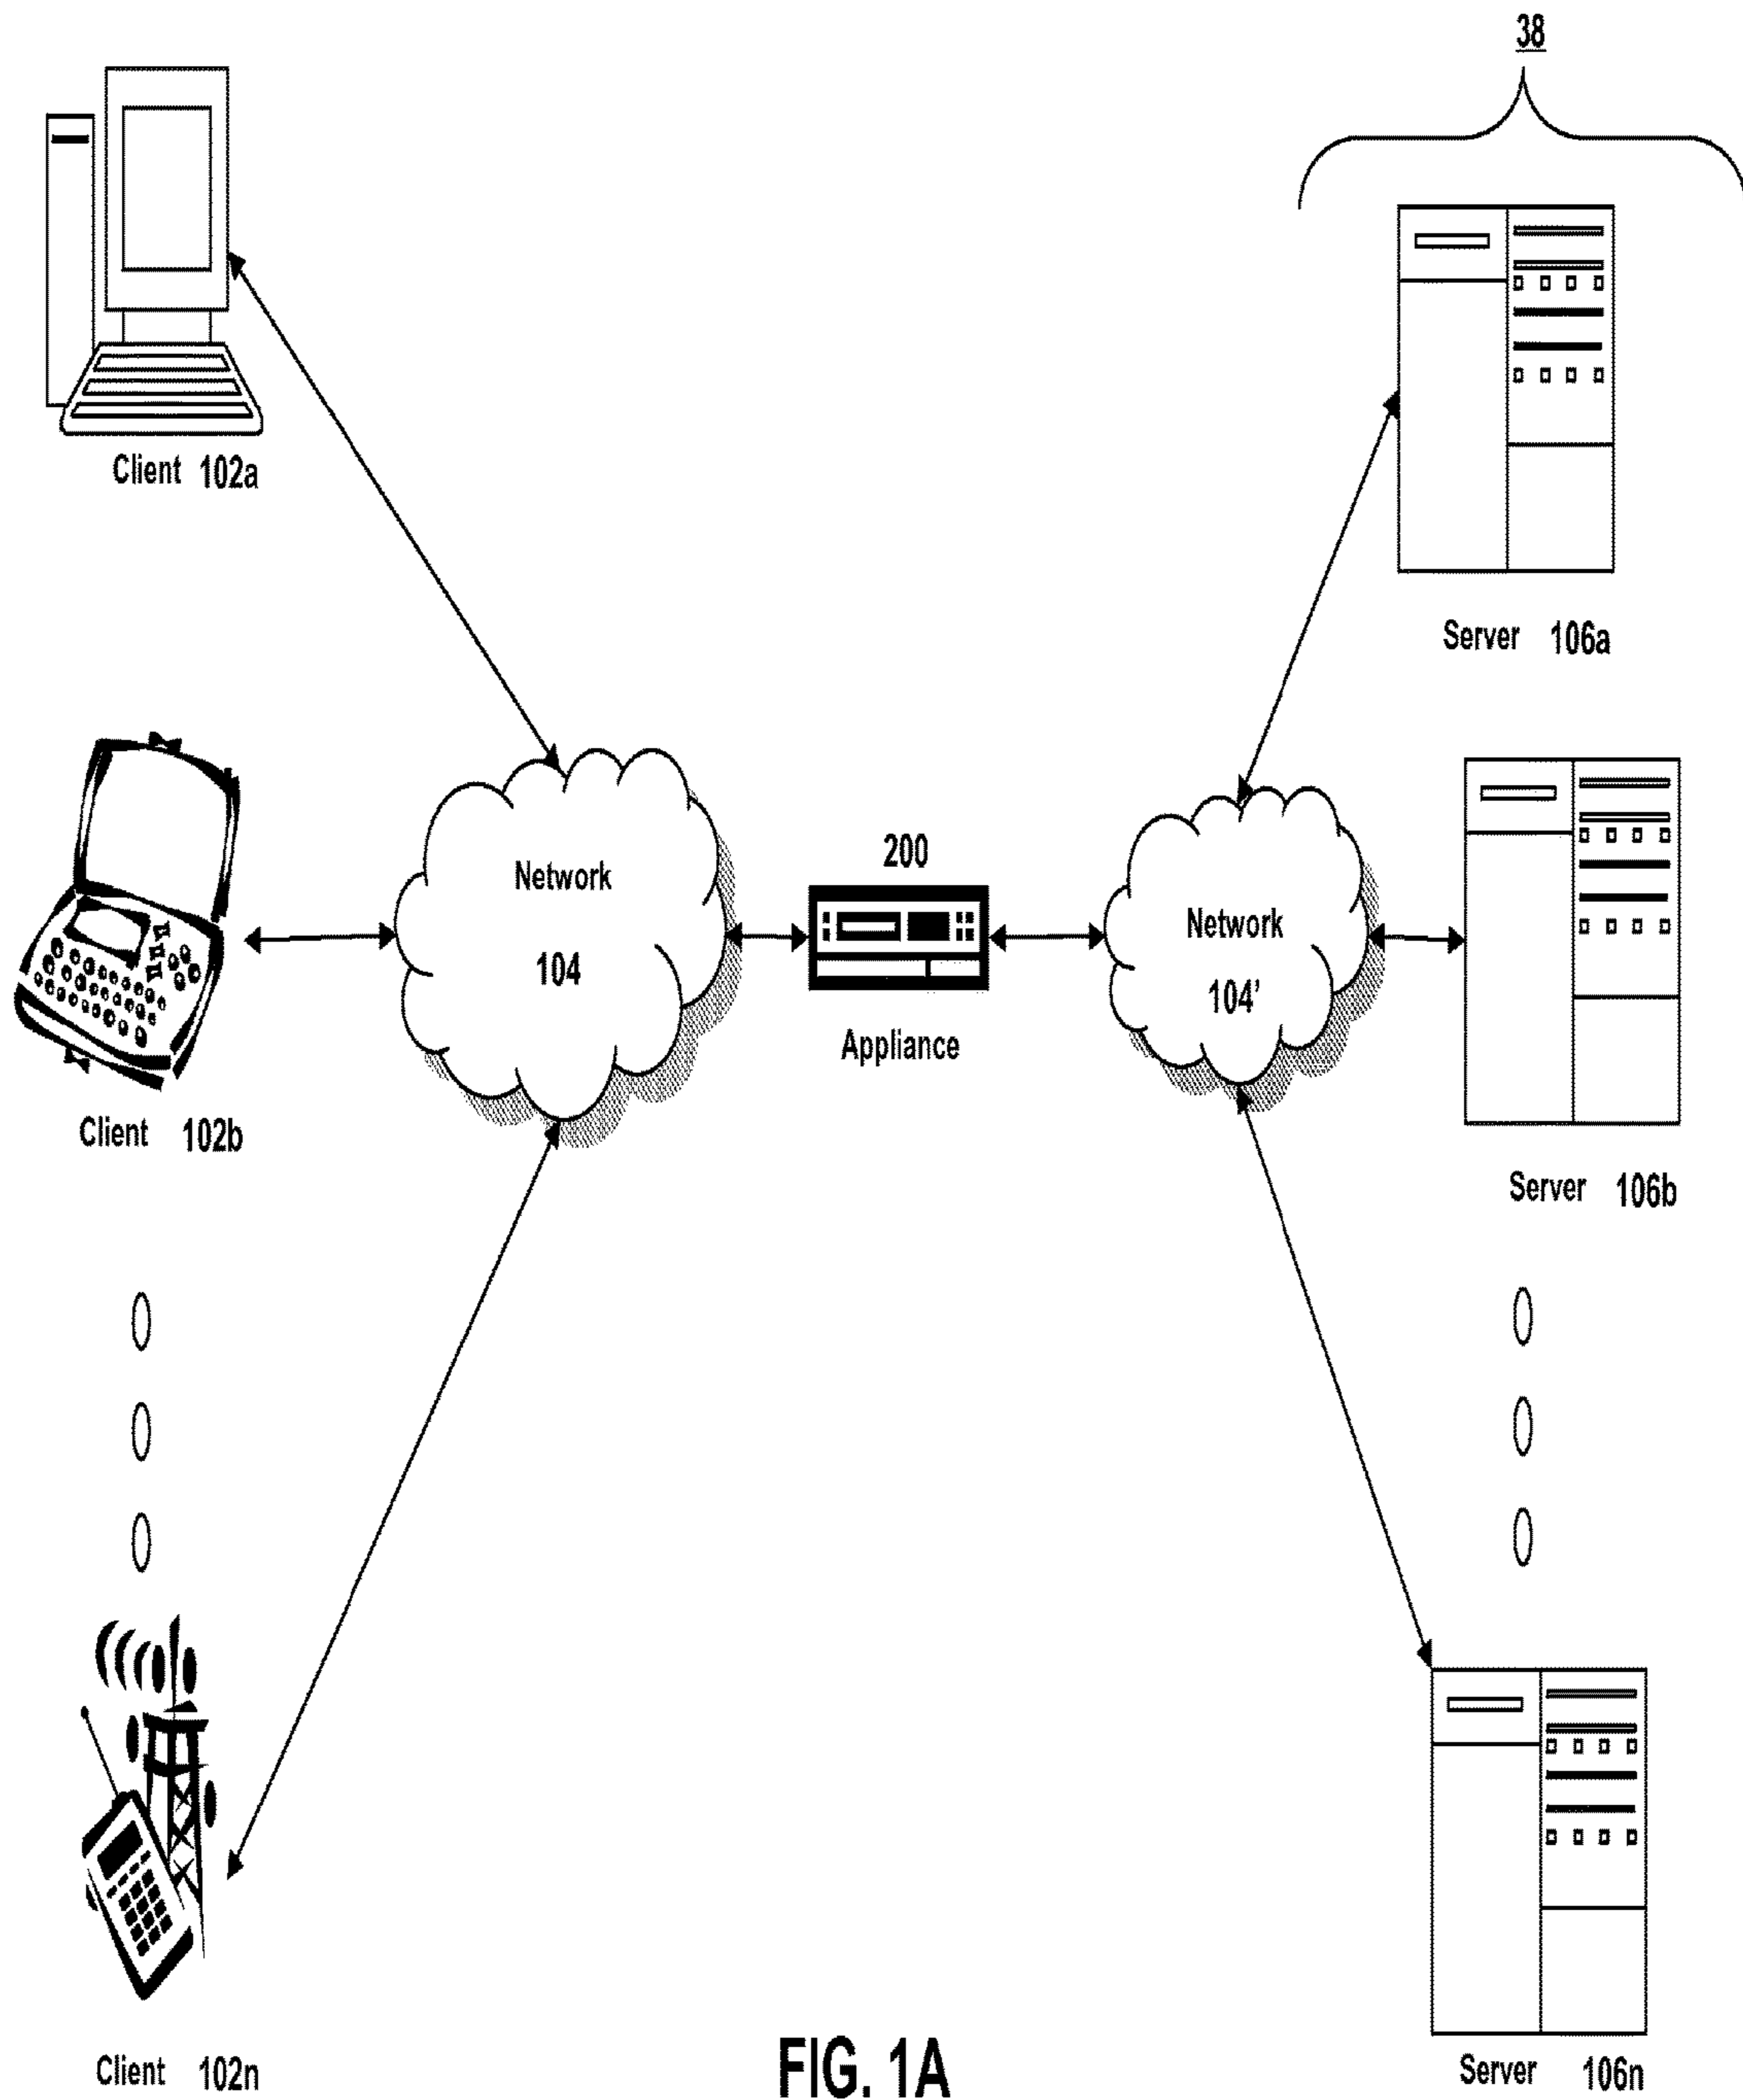 38
Client 102a
Server 106a
Network
104
200
Appliance
Network
104'
Client 102b
Server 106b
Client 102n
Server 106n
FIG. 1A